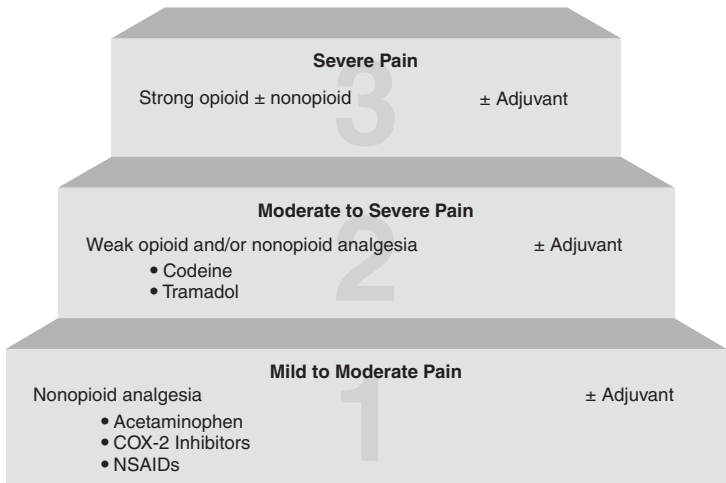 Severe Pain
3
Strong opioid ± nonopioid ± Adjuvant
Moderate to Severe Pain
2
Weak opioid and/or nonopioid analgesia ± Adjuvant
• Codeine
• Tramadol
Mild to Moderate Pain
1
Nonopioid analgesia ± Adjuvant
• Acetaminophen
• COX-2 Inhibitors
• NSAIDs